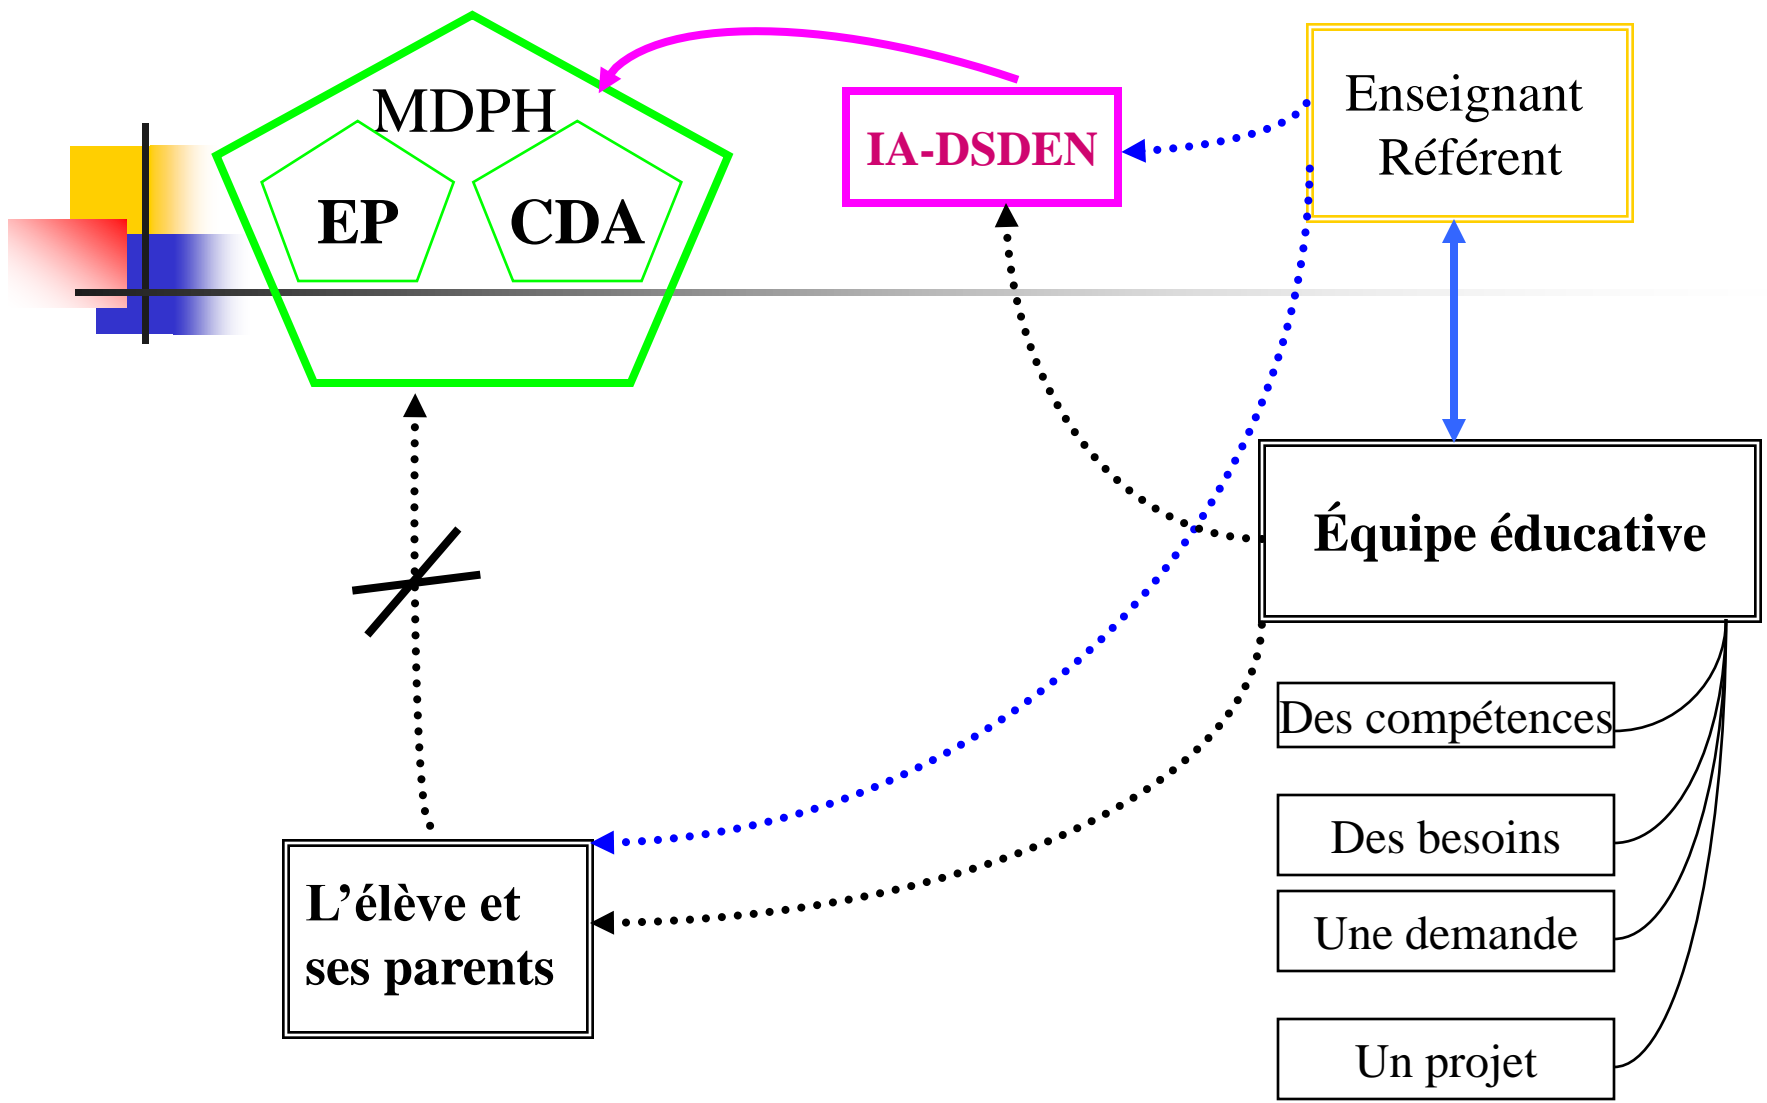 MDPH
EP
CDA
IA-DSDEN
Enseignant
Référent
Équipe éducative
Des compétences
Des besoins
Une demande
Un projet
L’élève et
ses parents